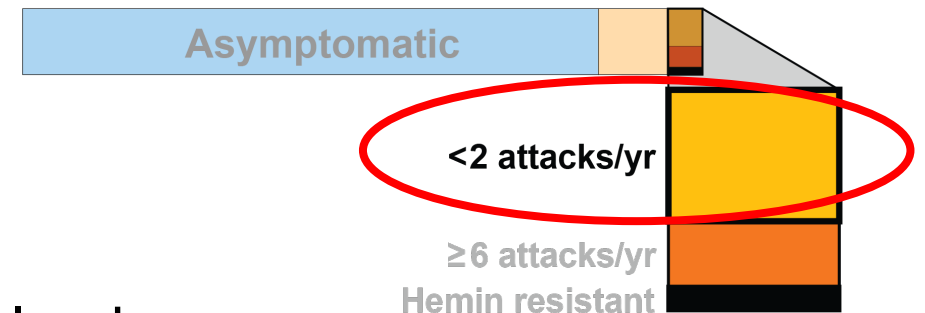 Asymptomatic
<2 attacks/yr
≥6 attacks/yr
Hemin resistant